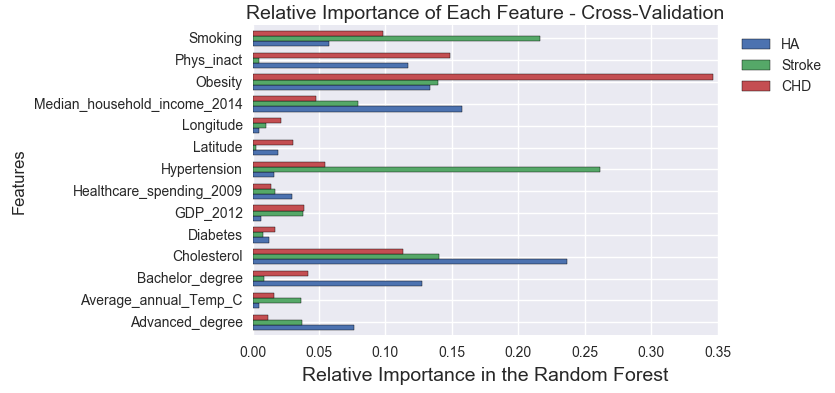 Relative Importance of Each Feature - Cross-Validation
Smoking
Phys_inact
Obesity
Median_household_income_2014
Longitude
Latitude
Hypertension
Healthcare_spending_2009
GDP_2012
Diabetes
Cholesterol
Bachelor_degree
Average_annual_Temp_C
Advanced_degree
Features
0.00 0.05 0.10 0.15 0.20 0.25 0.30 0.35
Relative Importance in the Random Forest
HA
Stroke
CHD